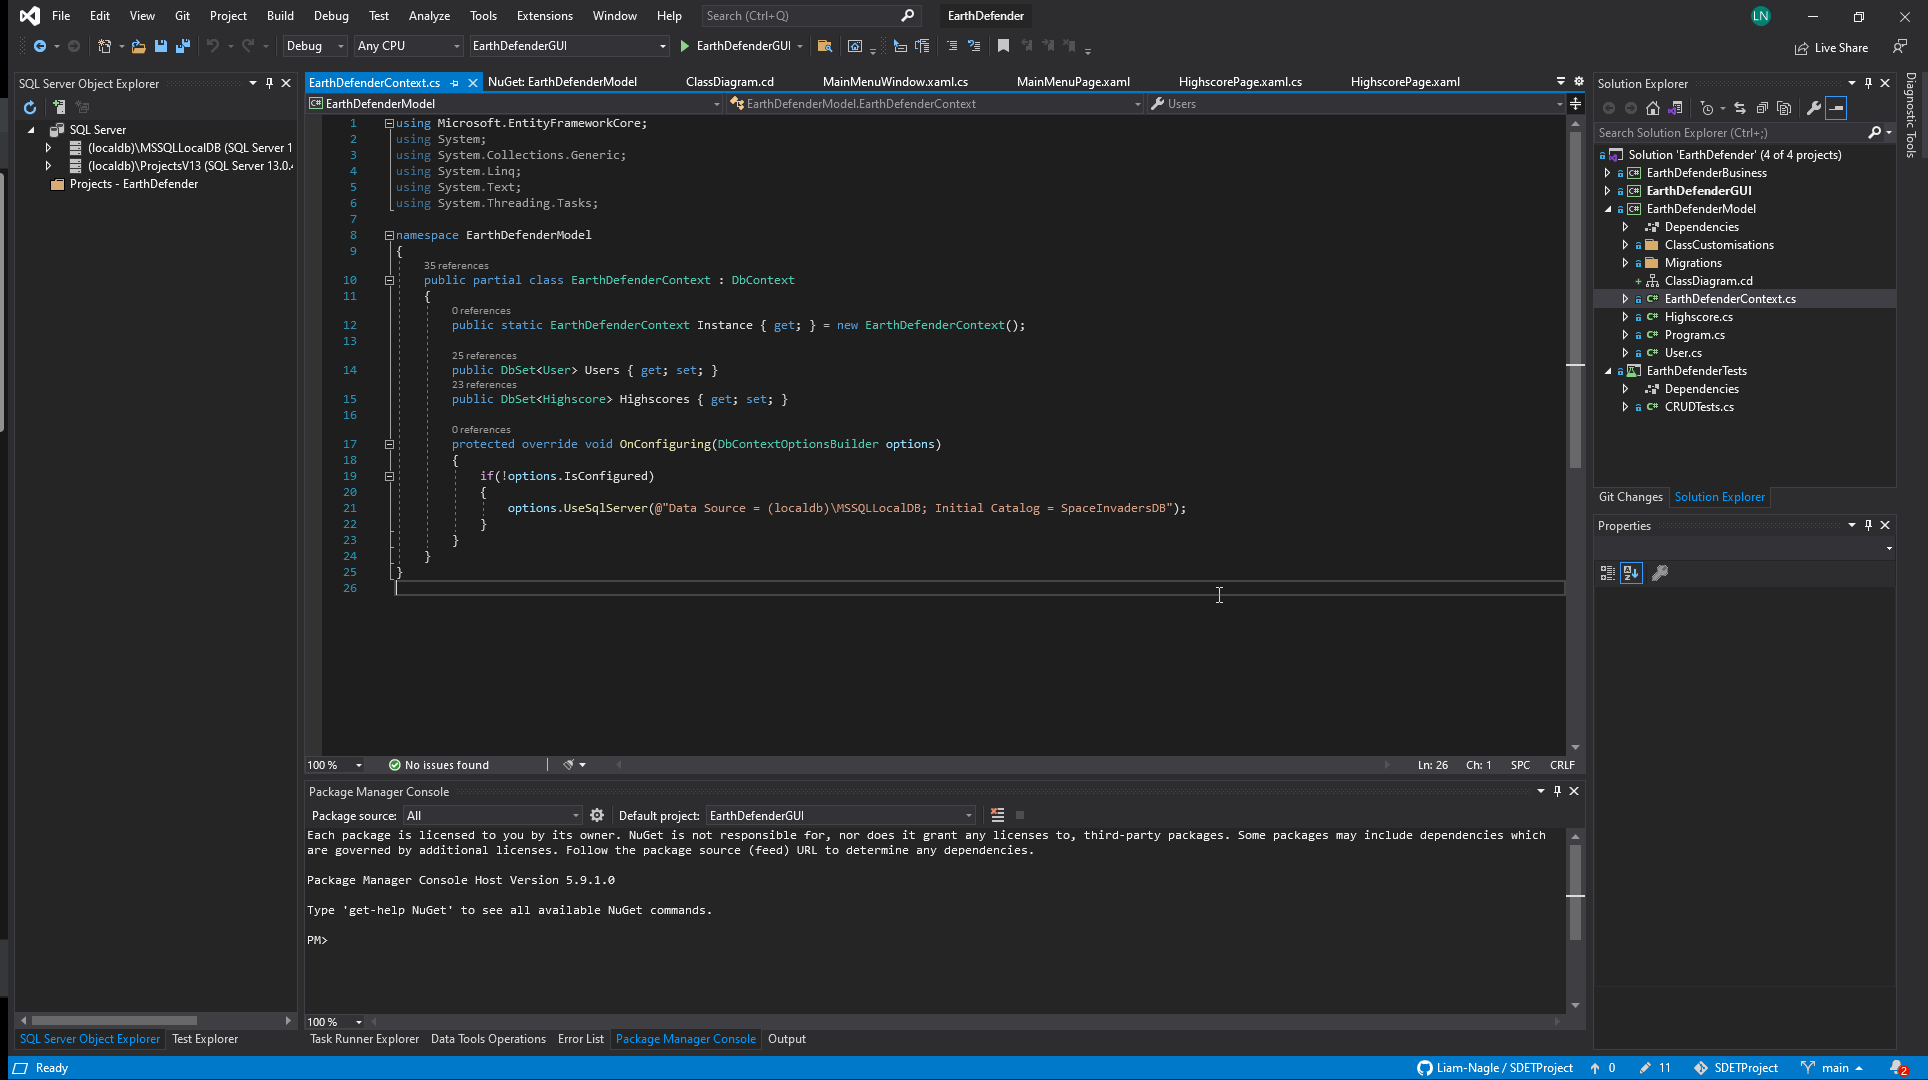 File Edit View Git Project Build Debug Test Analyze Tools Extensions Window Help Search (Ctrl+Q) EarthDefender LN
Debug Any CPU EarthDefenderGUI EarthDefenderGUI Live Share
SQL Server Object Explorer
SQL Server
(localdb)\MSSQLLocalDB (SQL Server 1
(localdb)\ProjectsV13 (SQL Server 13.0.4
Projects - EarthDefender
SQL Server Object Explorer Test Explorer
EarthDefenderContext.cs NuGet: EarthDefenderModel ClassDiagram.cd MainMenuWindow.xaml.cs MainMenuPage.xaml HighscorePage.xaml.cs HighscorePage.xaml
EarthDefenderModel EarthDefenderModel.EarthDefenderContext Users
1 using Microsoft.EntityFrameworkCore;
2 using System;
3 using System.Collections.Generic;
4 using System.Linq;
5 using System.Text;
6 using System.Threading.Tasks;
7
8 namespace EarthDefenderModel
9 {
35 references
10 public partial class EarthDefenderContext : DbContext
11 {
0 references
12 public static EarthDefenderContext Instance { get; } = new EarthDefenderContext();
13
25 references
14 public DbSet<User> Users { get; set; }
23 references
15 public DbSet<Highscore> Highscores { get; set; }
16
0 references
17 protected override void OnConfiguring(DbContextOptionsBuilder options)
18 {
19 if(!options.IsConfigured)
20 {
21 options.UseSqlServer(@"Data Source = (localdb)\MSSQLLocalDB; Initial Catalog = SpaceInvadersDB");
22 }
23 }
24 }
25 }
26
100 % No issues found Ln: 26 Ch: 1 SPC CRLF
Package Manager Console
Package source: All Default project: EarthDefenderGUI
Each package is licensed to you by its owner. NuGet is not responsible for, nor does it grant any licenses to, third-party packages. Some packages may include dependencies which
are governed by additional licenses. Follow the package source (feed) URL to determine any dependencies.
Package Manager Console Host Version 5.9.1.0
Type 'get-help NuGet' to see all available NuGet commands.
PM>
100 %
Task Runner Explorer Data Tools Operations Error List Package Manager Console Output
Solution Explorer
Search Solution Explorer (Ctrl+;)
Solution 'EarthDefender' (4 of 4 projects)
EarthDefenderBusiness
EarthDefenderGUI
EarthDefenderModel
Dependencies
ClassCustomisations
Migrations
ClassDiagram.cd
EarthDefenderContext.cs
Highscore.cs
Program.cs
User.cs
EarthDefenderTests
Dependencies
CRUDTests.cs
Git Changes Solution Explorer
Properties
Diagnostic Tools
Ready Liam-Nagle / SDETProject 0 11 SDETProject main 2